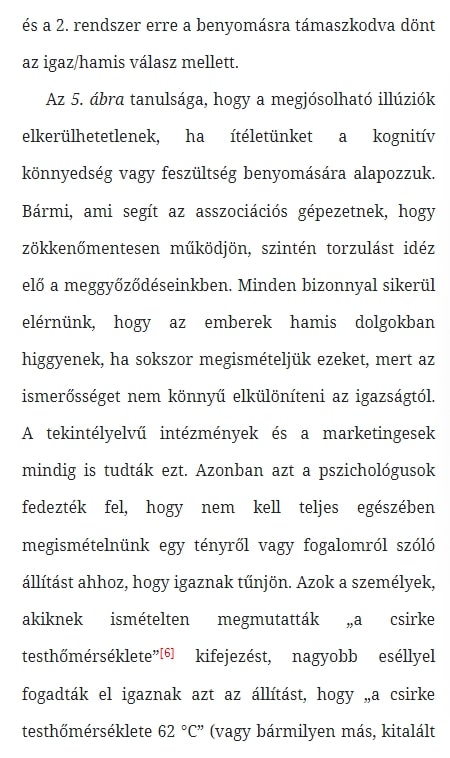 és a 2. rendszer erre a benyomásra támaszkodva dönt
az igaz/hamis válasz mellett.
Az 5. ábra tanulsága, hogy a megjósolható illúziók
elkerülhetetlenek, ha ítéletünket a kognitív
könnyedség vagy feszültség benyomására alapozzuk.
Bármi, ami segít az asszociációs gépezetnek, hogy
zökkenőmentesen működjön, szintén torzulást idéz
elő a meggyőződéseinkben. Minden bizonnyal sikerül
elérnünk, hogy az emberek hamis dolgokban
higgyenek, ha sokszor megismételjük ezeket, mert az
ismerősséget nem könnyű elkülöníteni az igazságtól.
A tekintélyelvű intézmények és a marketingesek
mindig is tudták ezt. Azonban azt a pszichológusok
fedezték fel, hogy nem kell teljes egészében
megismételnünk egy tényről vagy fogalomról szóló
állítást ahhoz, hogy igaznak tűnjön. Azok a személyek,
akiknek ismételten megmutatták „a csirke
testhőmérséklete”[6] kifejezést, nagyobb eséllyel
fogadták el igaznak azt az állítást, hogy „a csirke
testhőmérséklete 62 °C” (vagy bármilyen más, kitalált